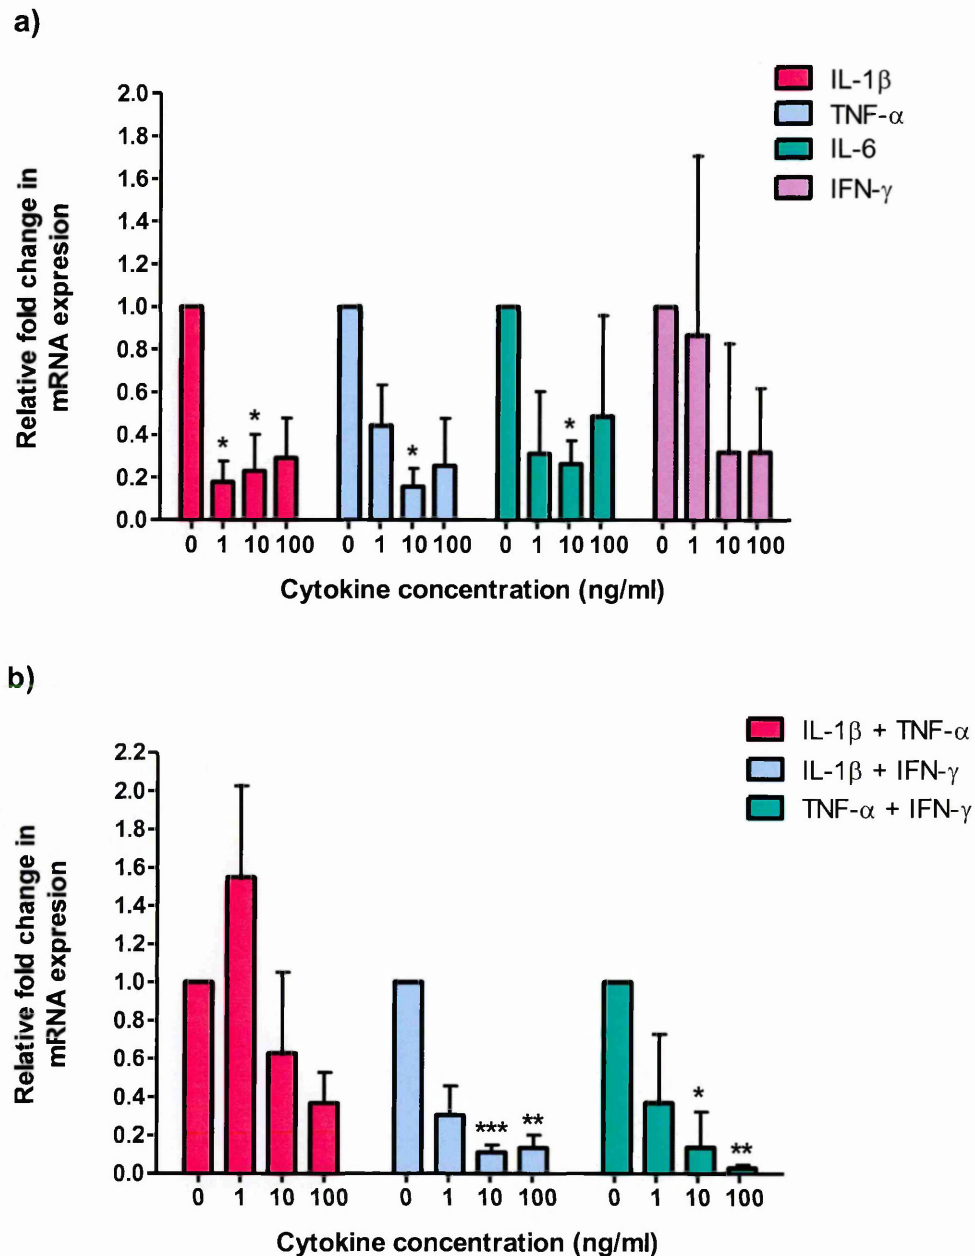 a)
IL-1β
TNF-α
IL-6
IFN-γ
Relative fold change in
mRNA expresion
2.0
1.8
1.6
1.4
1.2
1.0
0.8
0.6
0.4
0.2
0.0
* * * *
0 1 10 100 0 1 10 100 0 1 10 100 0 1 10 100
Cytokine concentration (ng/ml)
b)
IL-1β + TNF-α
IL-1β + IFN-γ
TNF-α + IFN-γ
Relative fold change in
mRNA expresion
2.2
2.0
1.8
1.6
1.4
1.2
1.0
0.8
0.6
0.4
0.2
0.0
*** ** * **
0 1 10 100 0 1 10 100 0 1 10 100
Cytokine concentration (ng/ml)